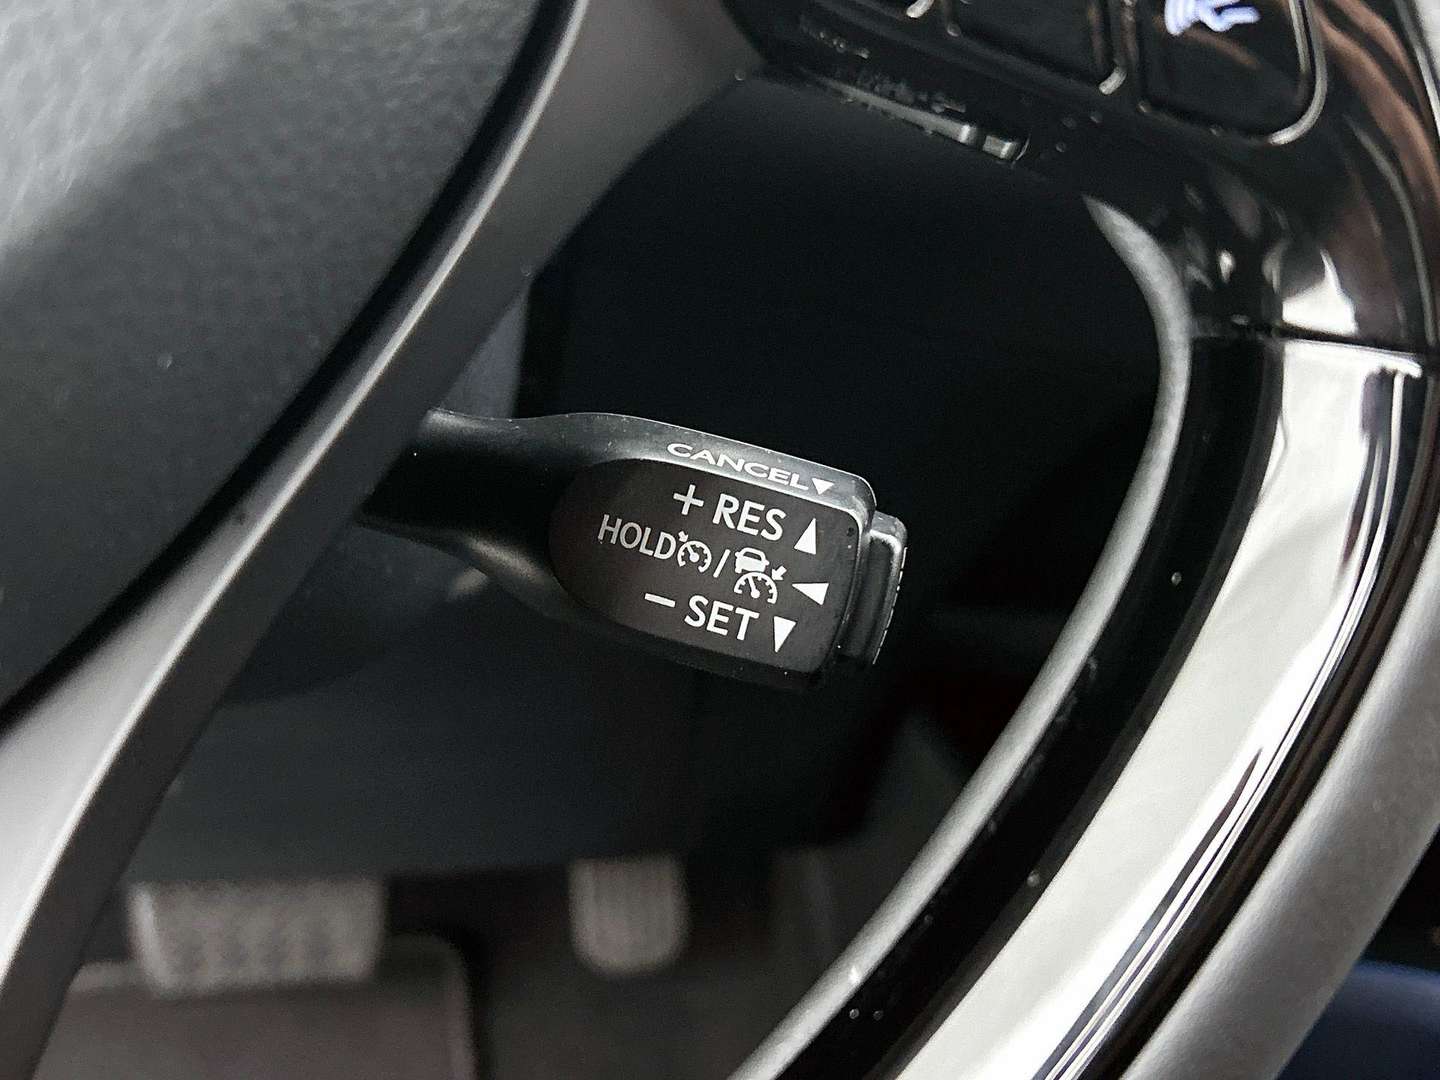 CANCEL▼
+ RES ▲
HOLD / ◀
− SET ▼